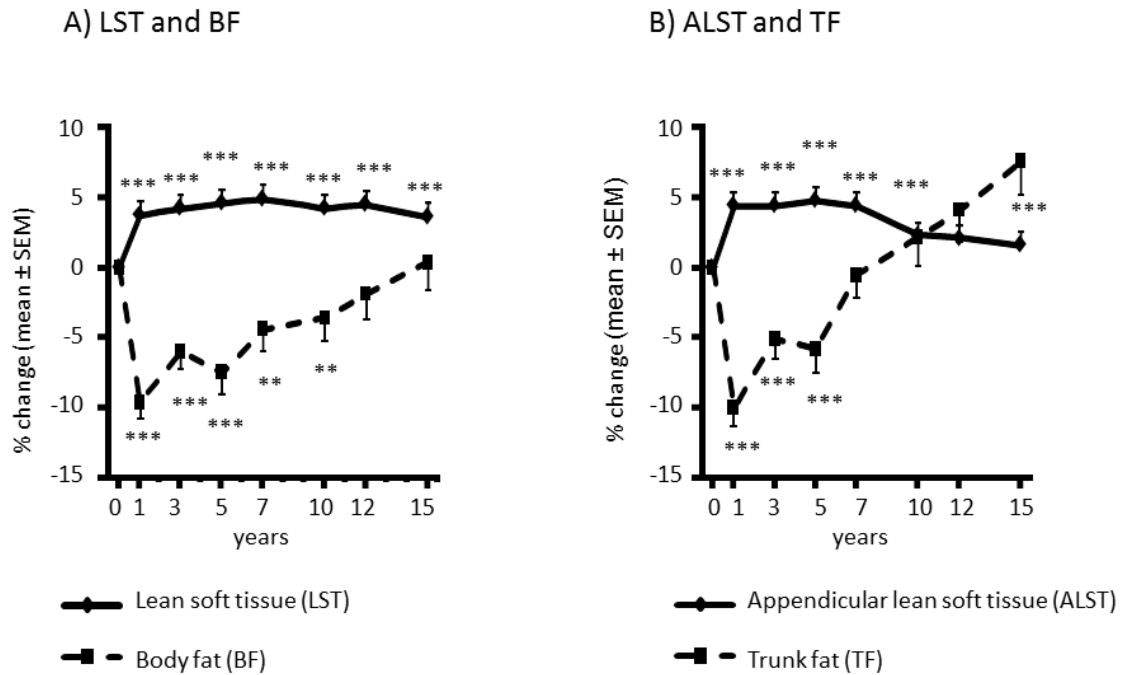 A) LST and BF
10
5
0
-5
-10
-15
% change (mean ± SEM)
*** *** *** *** *** *** ***
*** *** *** ** **
0 1 3 5 7 10 12 15
years
Lean soft tissue (LST)
Body fat (BF)
B) ALST and TF
10
5
0
-5
-10
-15
% change (mean ± SEM)
*** *** *** *** ***
*** *** *** ***
0 1 3 5 7 10 12 15
years
Appendicular lean soft tissue (ALST)
Trunk fat (TF)